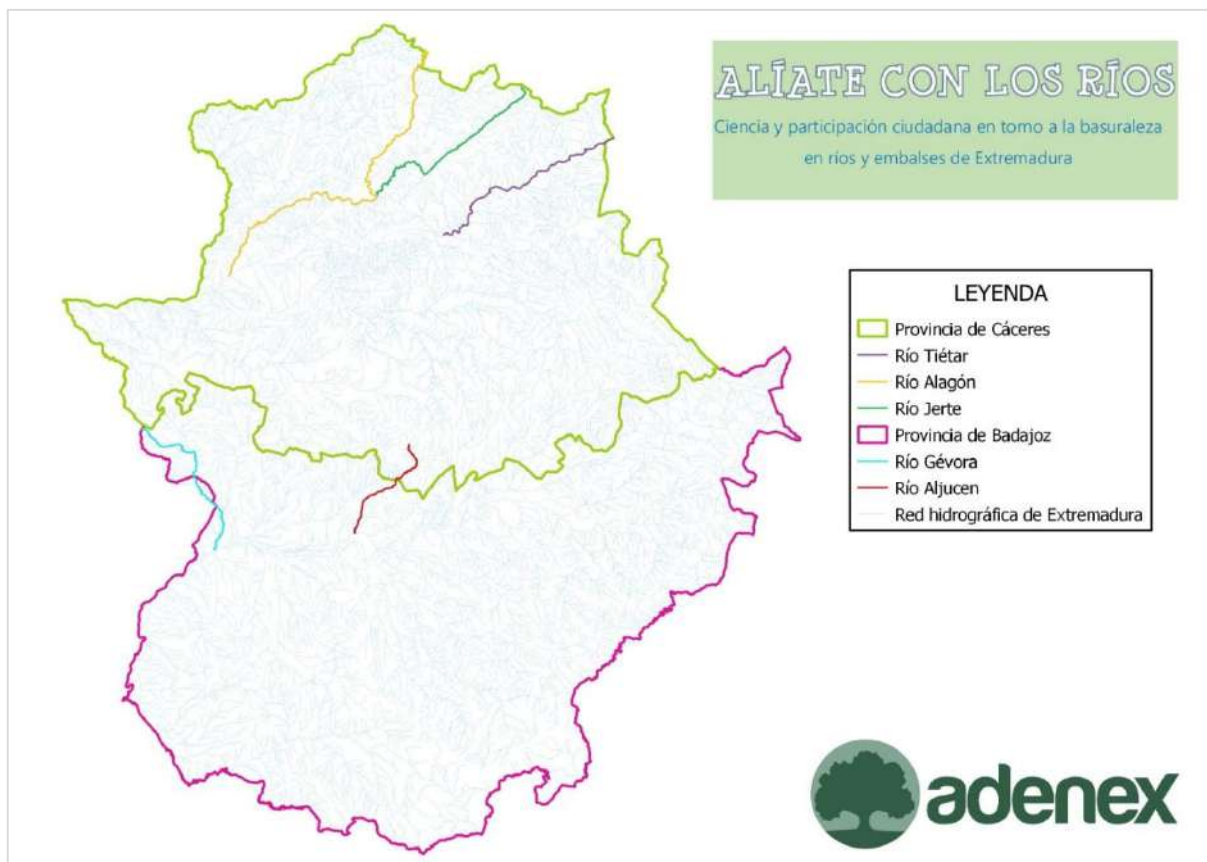 ALÍATE CON LOS RÍOS
Ciencia y participación ciudadana en torno a la basuraleza
en ríos y embalses de Extremadura
LEYENDA
Provincia de Cáceres
Río Tiétar
Río Alagón
Río Jerte
Provincia de Badajoz
Río Gévora
Río Aljucen
Red hidrográfica de Extremadura
adenex